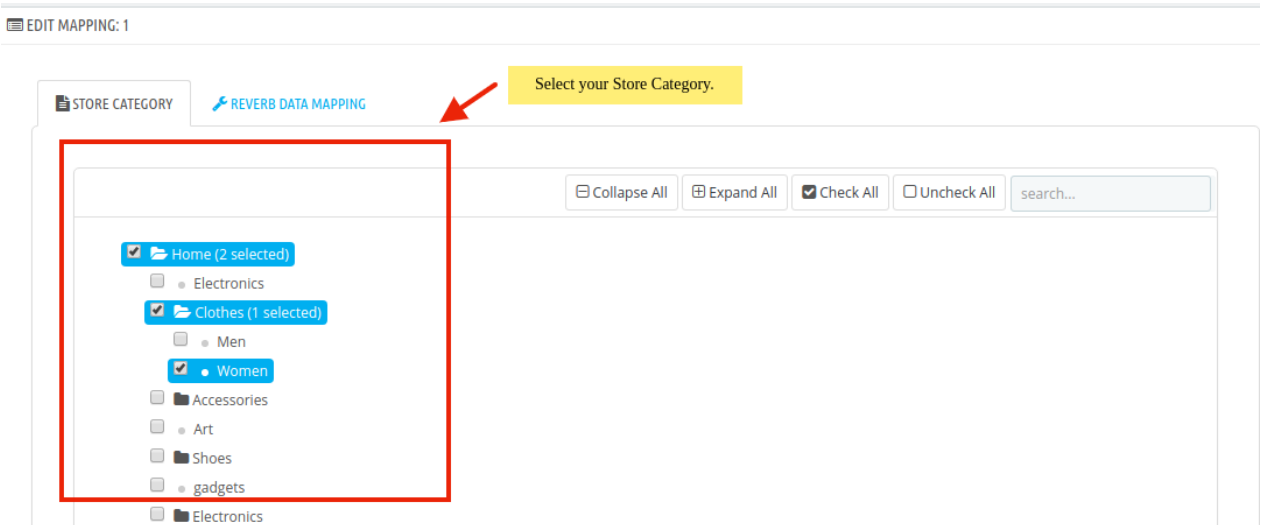 EDIT MAPPING: 1
Select your Store Category.
STORE CATEGORY REVERB DATA MAPPING
Collapse All Expand All Check All Uncheck All search...
Home (2 selected)
Electronics
Clothes (1 selected)
Men
Women
Accessories
Art
Shoes
gadgets
Electronics